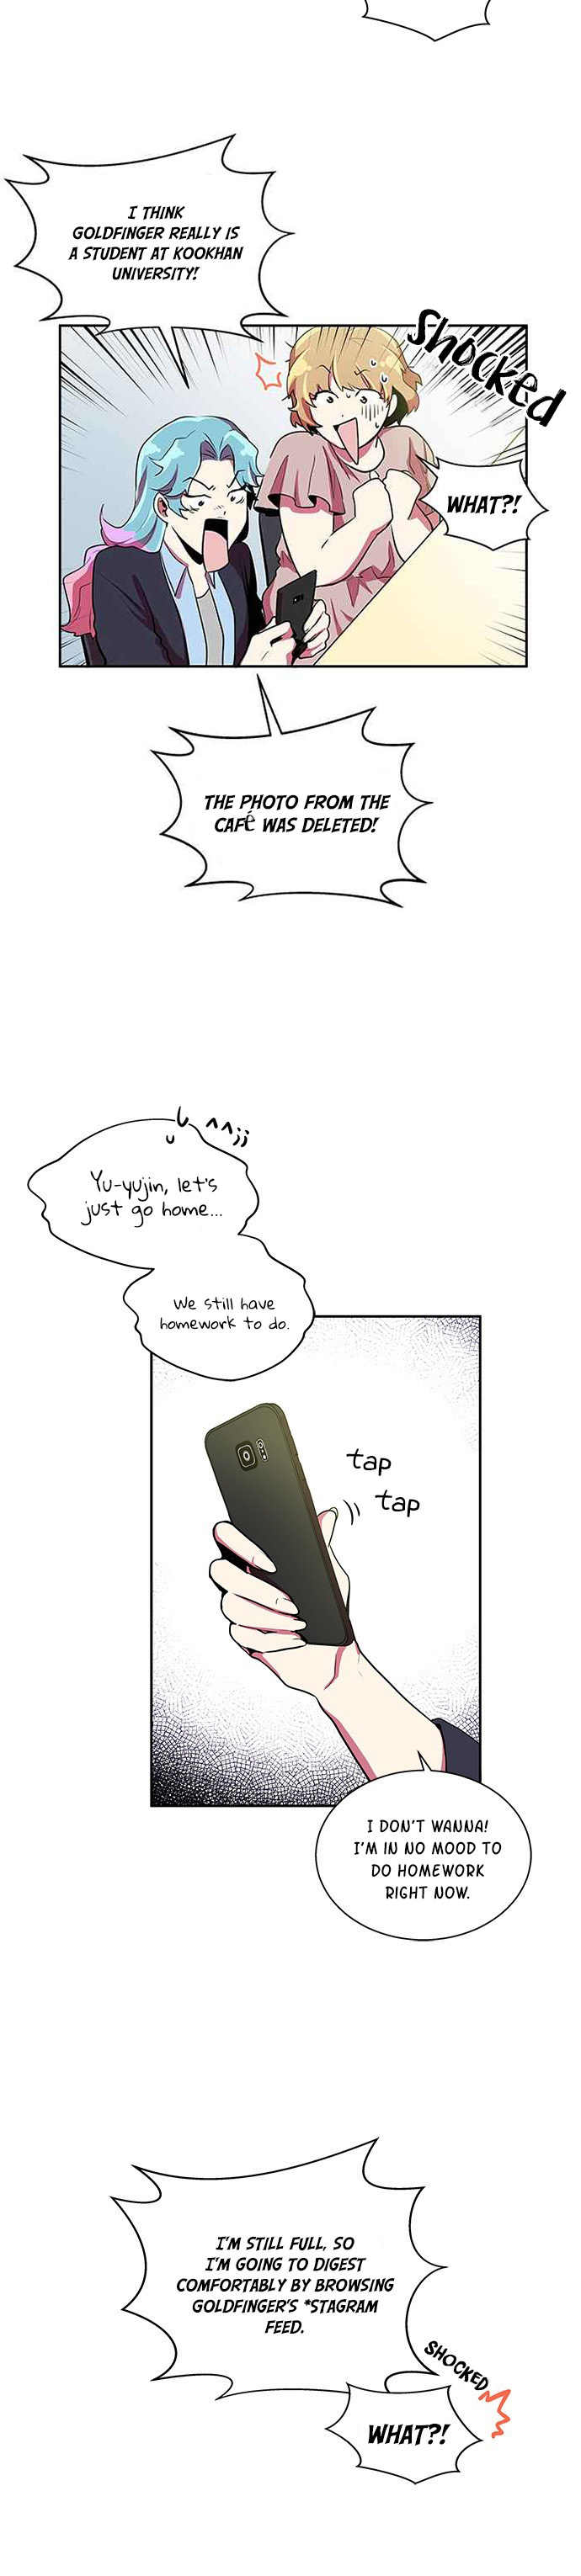 I THINK
GOLDFINGER REALLY IS
A STUDENT AT KOOKHAN
UNIVERSITY!
Shocked
WHAT?!
THE PHOTO FROM THE
CAFé WAS DELETED!
^^;;
Yu-yujin, let's
just go home...
We still have
homework to do.
tap
tap
I DON'T WANNA!
I'M IN NO MOOD TO
DO HOMEWORK
RIGHT NOW.
I'M STILL FULL, SO
I'M GOING TO DIGEST
COMFORTABLY BY BROWSING
GOLDFINGER'S *STAGRAM
FEED.
SHOCKED
WHAT?!